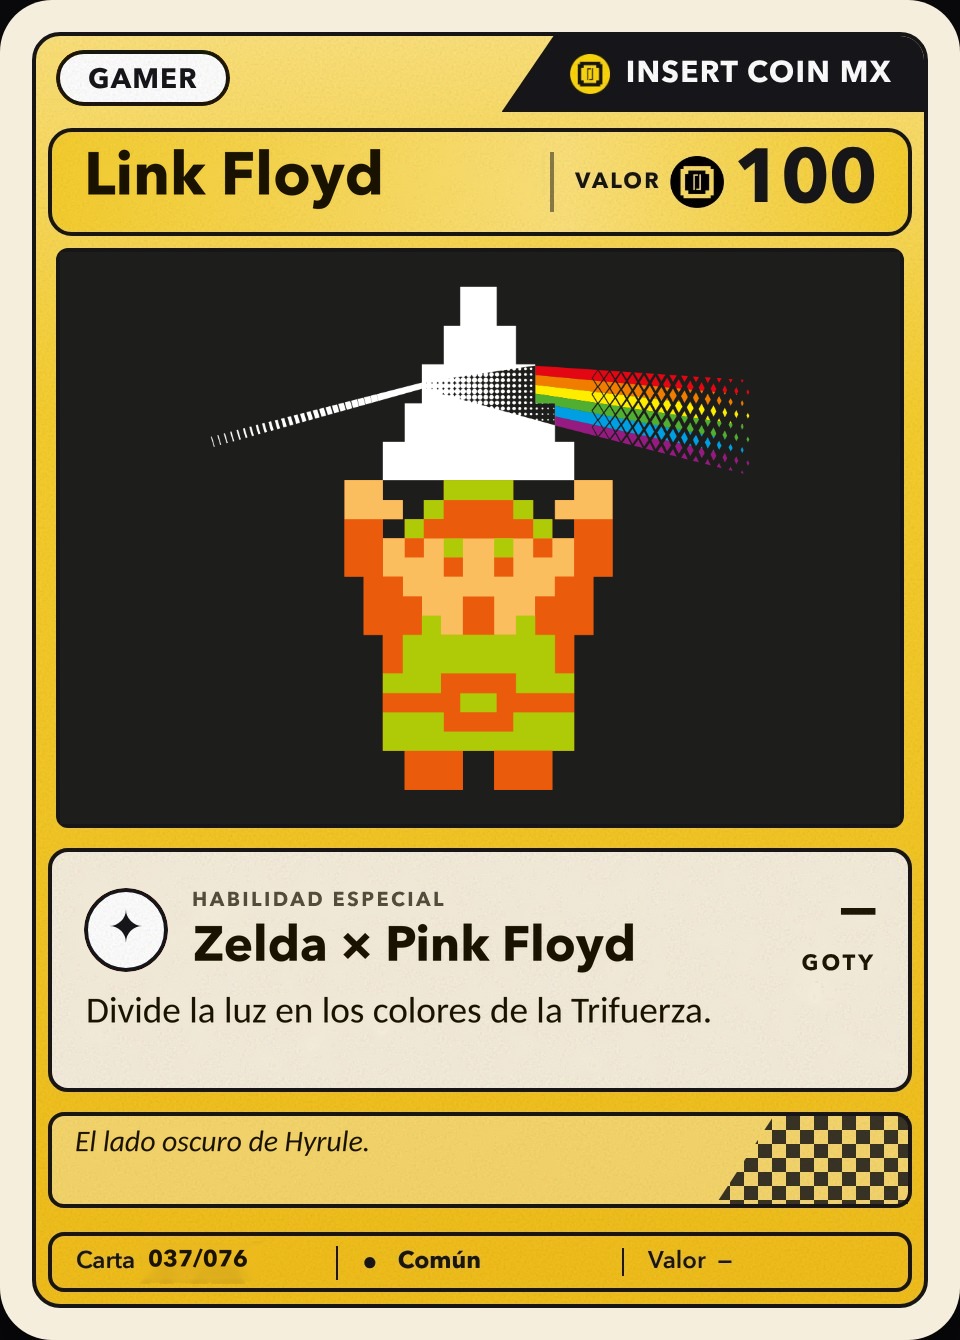 GAMER
INSERT COIN MX
Link Floyd
VALOR 100
HABILIDAD ESPECIAL
Zelda × Pink Floyd
—
GOTY
Divide la luz en los colores de la Trifuerza.
El lado oscuro de Hyrule.
Carta 037/076 • Común Valor –